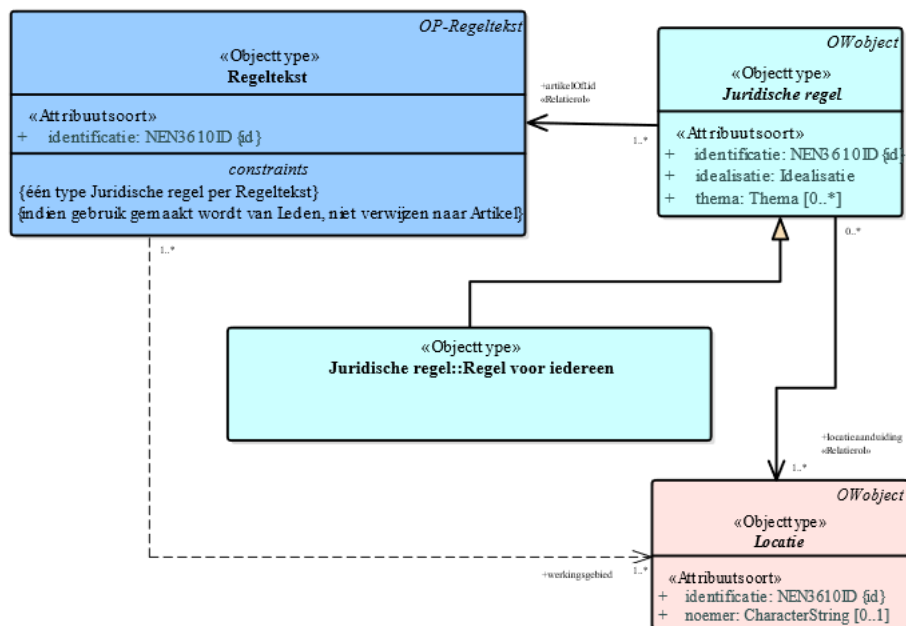 OP-Regeltekst
«Objecttype»
Regeltekst
«Attribuutsoort»
+ identificatie: NEN3610ID {id}
constraints
{één type Juridische regel per Regeltekst}
{indien gebruik gemaakt wordt van Leden, niet verwijzen naar Artikel}
1..*
+artikelOfLid
«Relatierol»
1..*
OWobject
«Objecttype»
Juridische regel
«Attribuutsoort»
+ identificatie: NEN3610ID {id}
+ idealisatie: Idealisatie
+ thema: Thema [0..*]
0..*
«Objecttype»
Juridische regel::Regel voor iedereen
+locatieaanduiding
«Relatierol»
1..*
+werkingsgebied
1..*
OWobject
«Objecttype»
Locatie
«Attribuutsoort»
+ identificatie: NEN3610ID {id}
+ noemer: CharacterString [0..1]